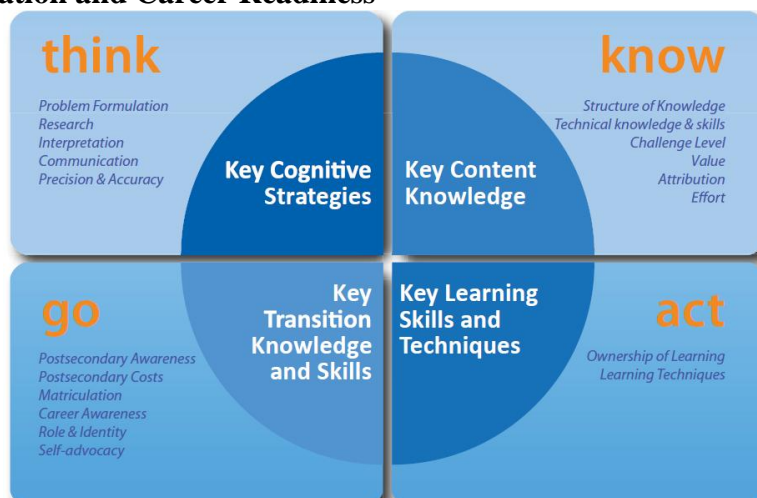 ation and Career Readiness
think
Problem Formulation
Research
Interpretation
Communication
Precision & Accuracy
Key Cognitive
Strategies
know
Structure of Knowledge
Technical knowledge & skills
Challenge Level
Value
Attribution
Effort
Key Content
Knowledge
go
Postsecondary Awareness
Postsecondary Costs
Matriculation
Career Awareness
Role & Identity
Self-advocacy
Key
Transition
Knowledge
and Skills
Key Learning
Skills and
Techniques
act
Ownership of Learning
Learning Techniques